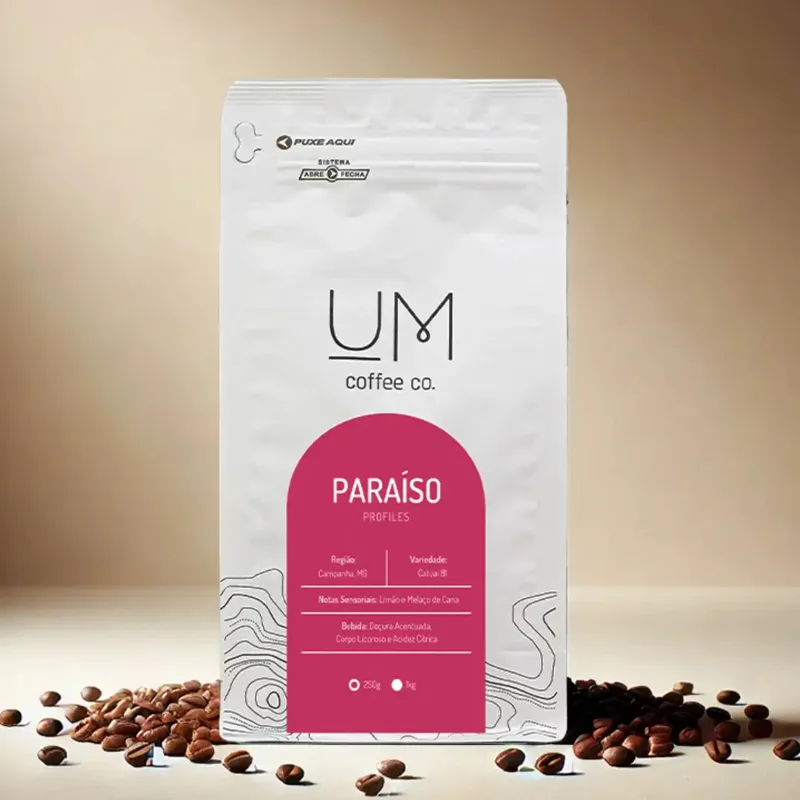 PUXE AQUI
SISTEMA
ABRE FECHA
UM
coffee co.
PARAÍSO
PROFILES
Região: Variedade:
Campanha, MG Catuaí 81
Notas Sensoriais: Limão e Melaço de Cana
Bebida: Doçura Acentuada,
Corpo Licoroso e Acidez Cítrica
250g 1kg